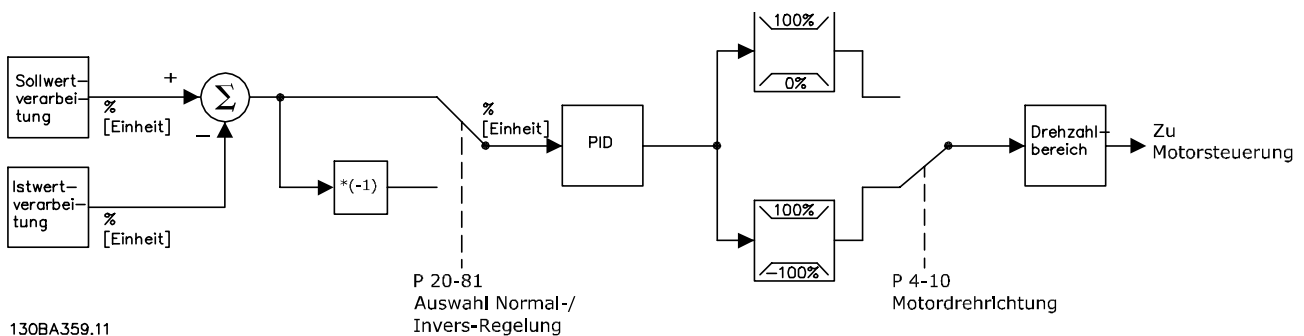 Sollwert-
verarbei-
tung
+
%
[Einheit]
Σ
−
Istwert-
verarbei-
tung
%
[Einheit]
*(-1)
%
[Einheit]
PID
100%
0%
100%
-100%
Drehzahl-
bereich
Zu
Motorsteuerung
P 20-81
Auswahl Normal-/
Invers-Regelung
P 4-10
Motordrehrichtung
130BA359.11